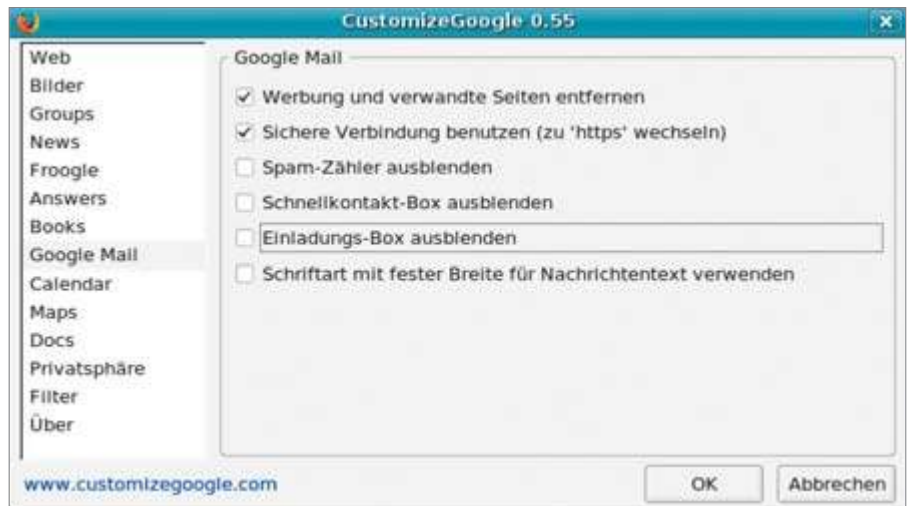 CustomizeGoogle 0.55
Web
Bilder
Groups
News
Froogle
Answers
Books
Google Mail
Calendar
Maps
Docs
Privatsphäre
Filter
Über
Google Mail
Werbung und verwandte Seiten entfernen
Sichere Verbindung benutzen (zu 'https' wechseln)
Spam-Zähler ausblenden
Schnellkontakt-Box ausblenden
Einladungs-Box ausblenden
Schriftart mit fester Breite für Nachrichtentext verwenden
www.customizegoogle.com
OK
Abbrechen